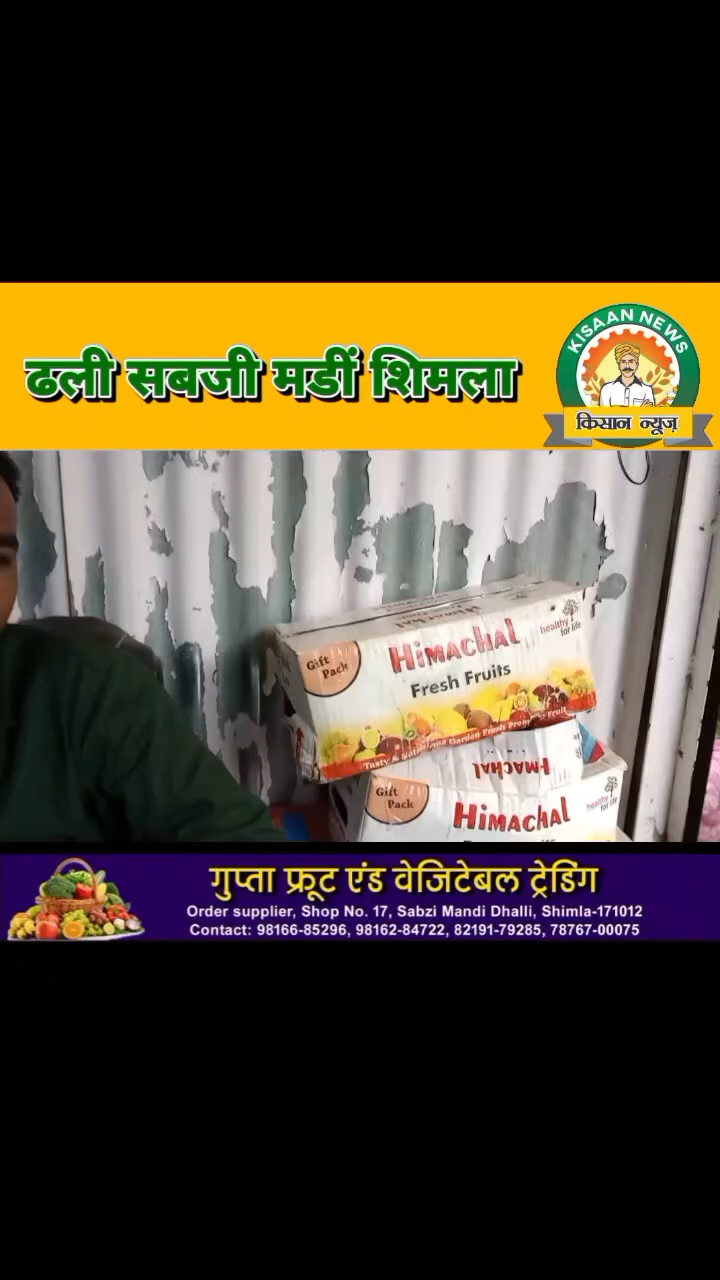 ढली सबजी मडीं शिमला
KISAAN NEWS
किसान न्यूज़
Gift Pack
HIMACHAL
Fresh Fruits
healthy for life
Gift Pack
HIMACHAL
healthy for life
गुप्ता फ्रूट एंड वेजिटेबल ट्रेडिंग
Order supplier, Shop No. 17, Sabzi Mandi Dhalli, Shimla-171012
Contact: 98166-85296, 98162-84722, 82191-79285, 78767-00075